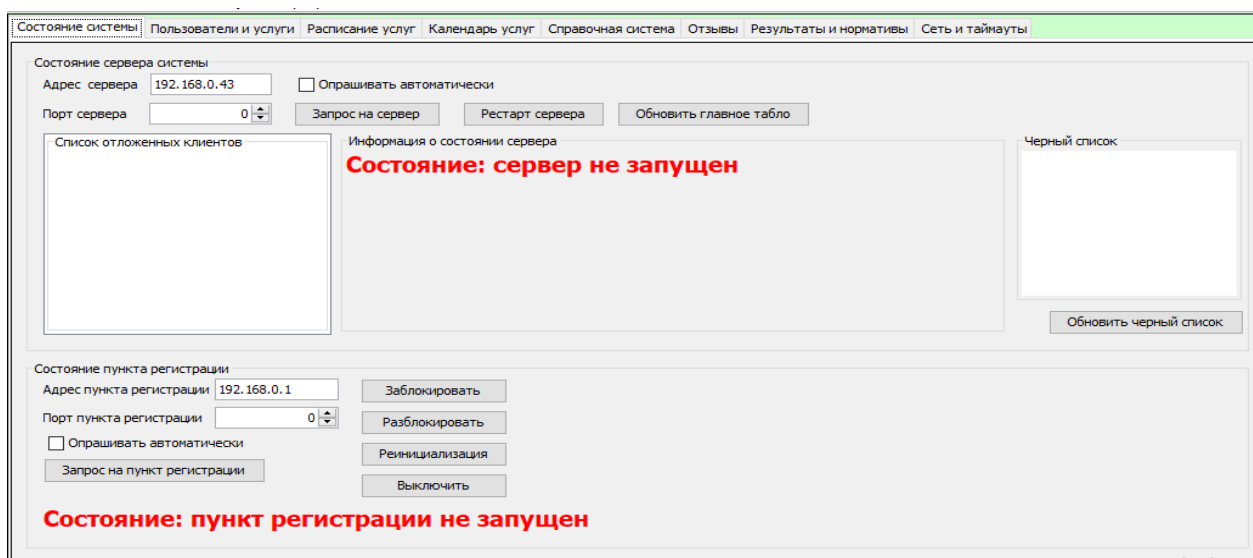 Состояние системы Пользователи и услуги Расписание услуг Календарь услуг Справочная система Отзывы Результаты и нормативы Сеть и таймауты
Состояние сервера системы
Адрес сервера 192.168.0.43 Опрашивать автоматически
Порт сервера 0 Запрос на сервер Рестарт сервера Обновить главное табло
Список отложенных клиентов Информация о состоянии сервера Черный список
Состояние: сервер не запущен
Обновить черный список
Состояние пункта регистрации
Адрес пункта регистрации 192.168.0.1 Заблокировать
Порт пункта регистрации 0 Разблокировать
Опрашивать автоматически
Реинициализация
Запрос на пункт регистрации
Выключить
Состояние: пункт регистрации не запущен